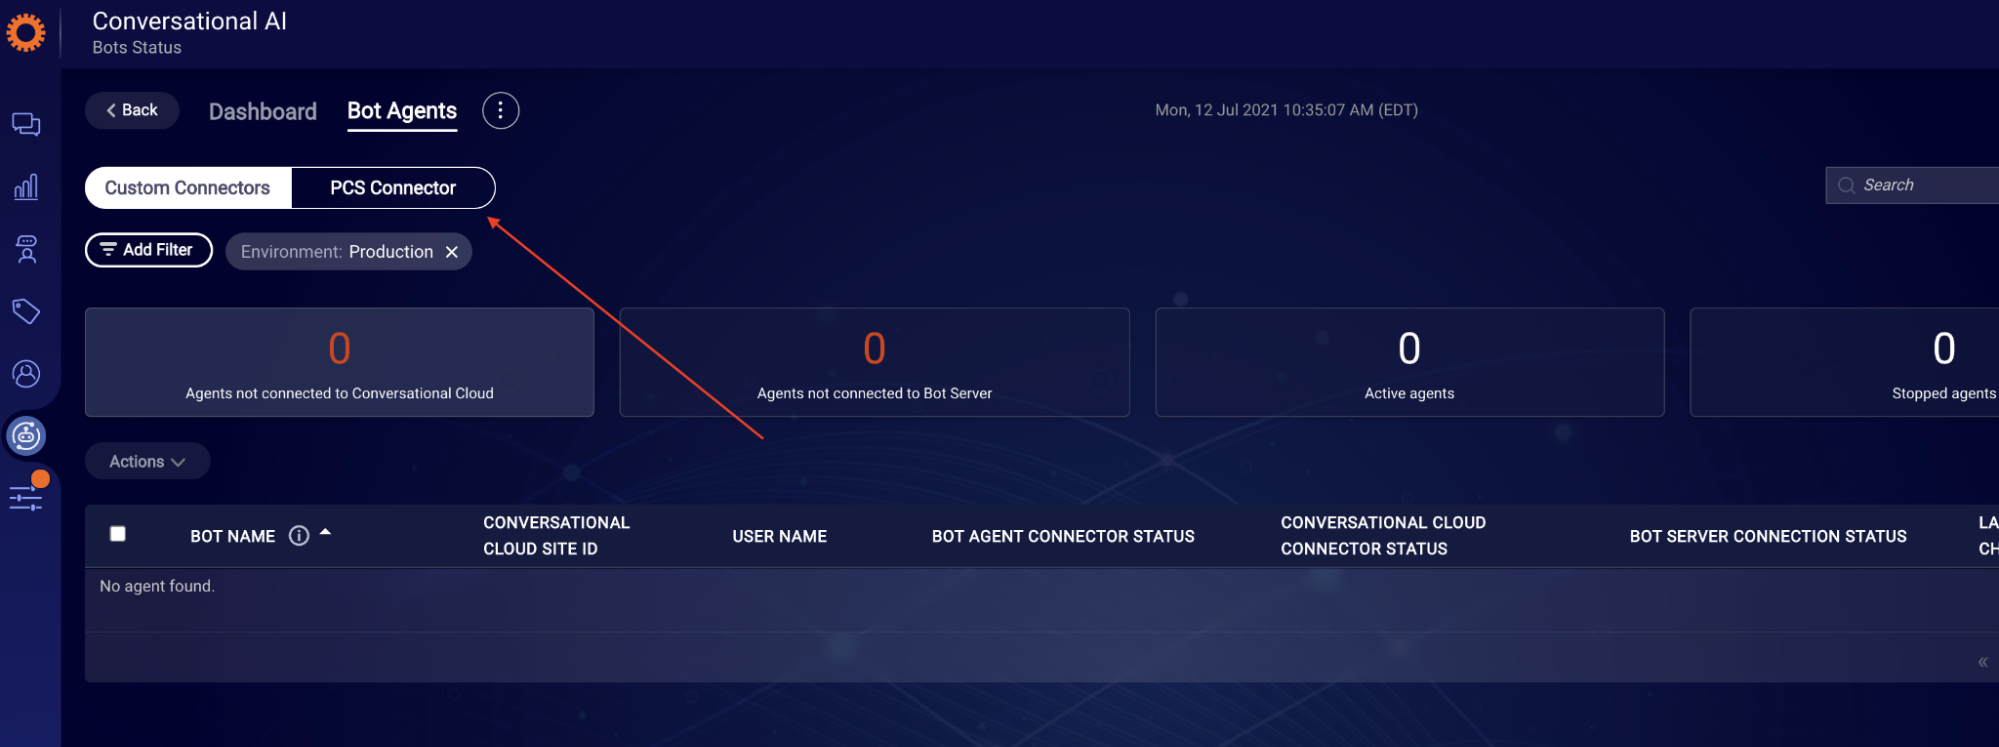 Conversational AI
Bots Status
Back Dashboard Bot Agents Mon, 12 Jul 2021 10:35:07 AM (EDT)
Custom Connectors PCS Connector Search
Add Filter Environment: Production
0 0 0 0
Agents not connected to Conversational Cloud Agents not connected to Bot Server Active agents Stopped agents
Actions
BOT NAME CONVERSATIONAL CLOUD SITE ID USER NAME BOT AGENT CONNECTOR STATUS CONVERSATIONAL CLOUD CONNECTOR STATUS BOT SERVER CONNECTION STATUS LA CH
No agent found.
«